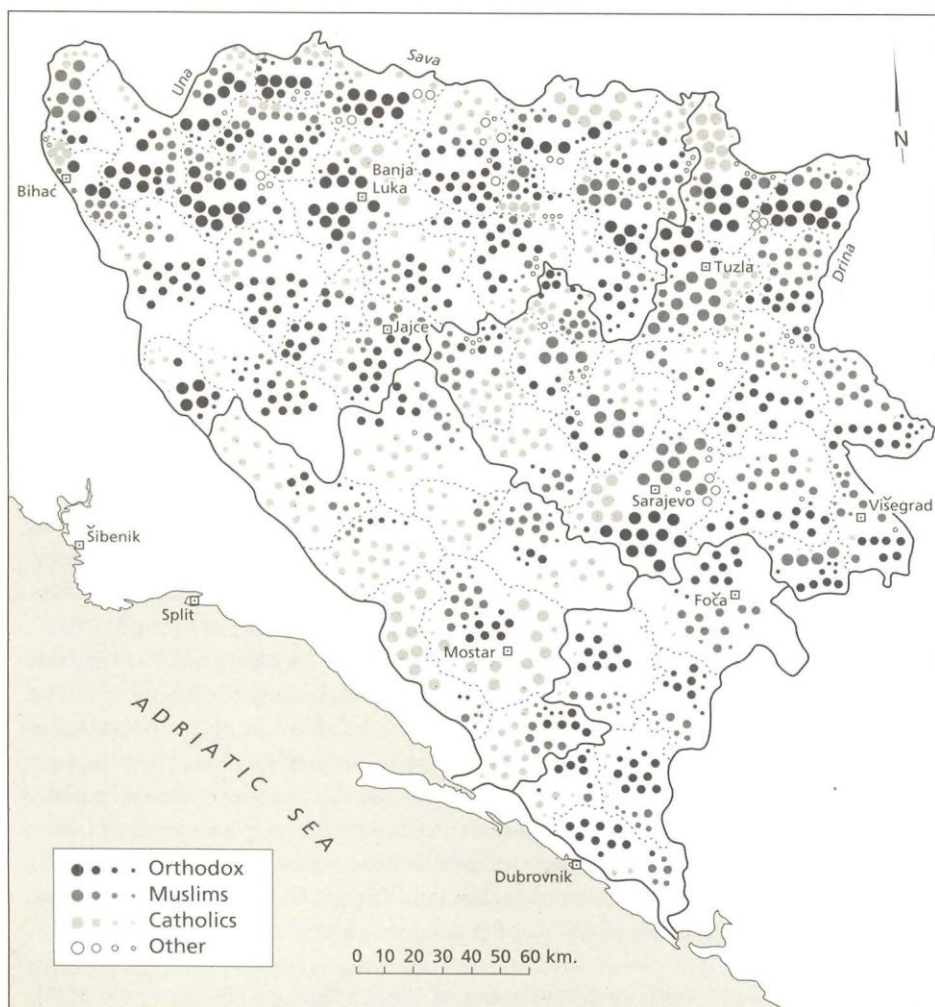 Una
Sava
N
Bihać
Banja
Luka
Drina
Tuzla
Jajce
Sarajevo
Višegrad
Šibenik
Foča
Split
Mostar
ADRIATIC SEA
Dubrovnik
Orthodox
Muslims
Catholics
Other
0 10 20 30 40 50 60 km.